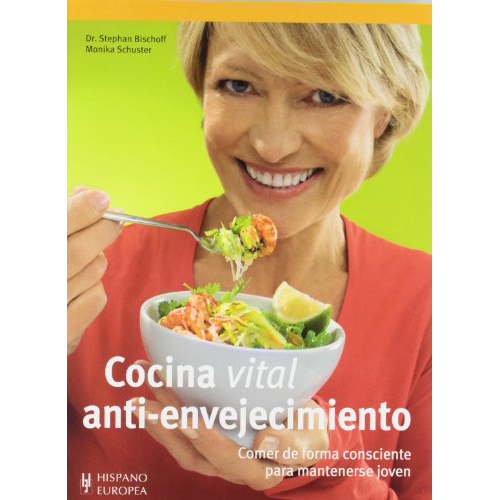 Dr. Stephan Bischoff
Monika Schuster
Cocina vital
anti-envejecimiento
Comer de forma consciente
para mantenerse joven
HISPANO
EUROPEA